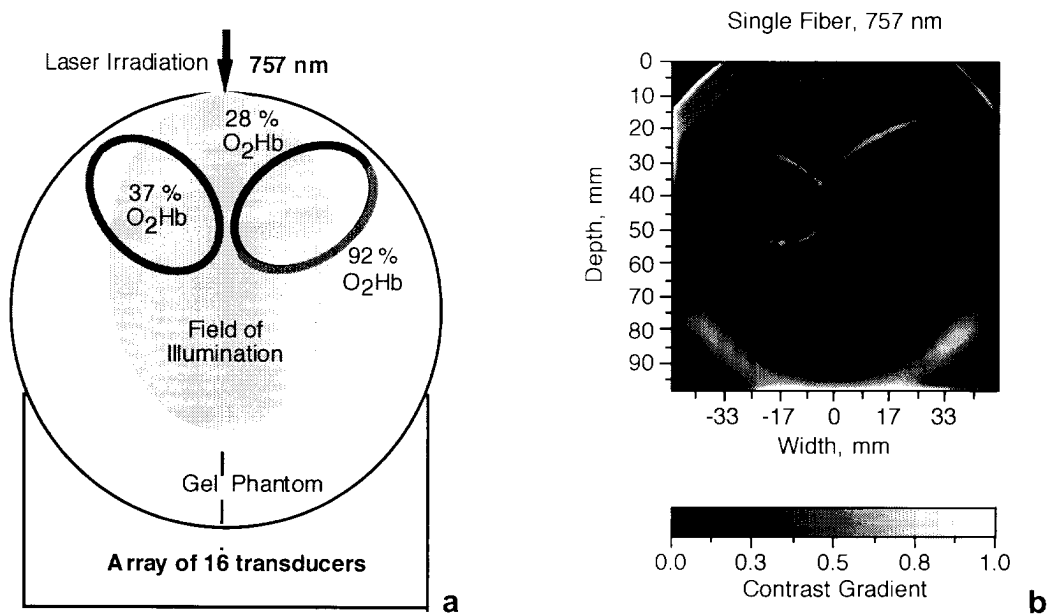 Laser Irradiation
757 nm
28 %
O2Hb
37 %
O2Hb
92 %
O2Hb
Field of
Illumination
Gel Phantom
Array of 16 transducers
a
Single Fiber, 757 nm
0
10
20
30
40
50
60
70
80
90
Depth, mm
-33 -17 0 17 33
Width, mm
0.0 0.3 0.5 0.8 1.0
Contrast Gradient
b